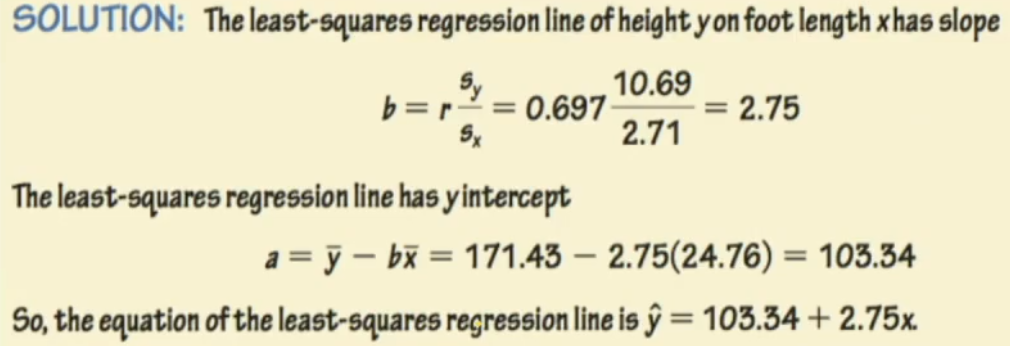 SOLUTION: The least-squares regression line of height y on foot length x has slope
b = r s_y/s_x = 0.697 10.69/2.71 = 2.75
The least-squares regression line has y intercept
a = ȳ − bx̄ = 171.43 − 2.75(24.76) = 103.34
So, the equation of the least-squares regression line is ŷ = 103.34 + 2.75x.